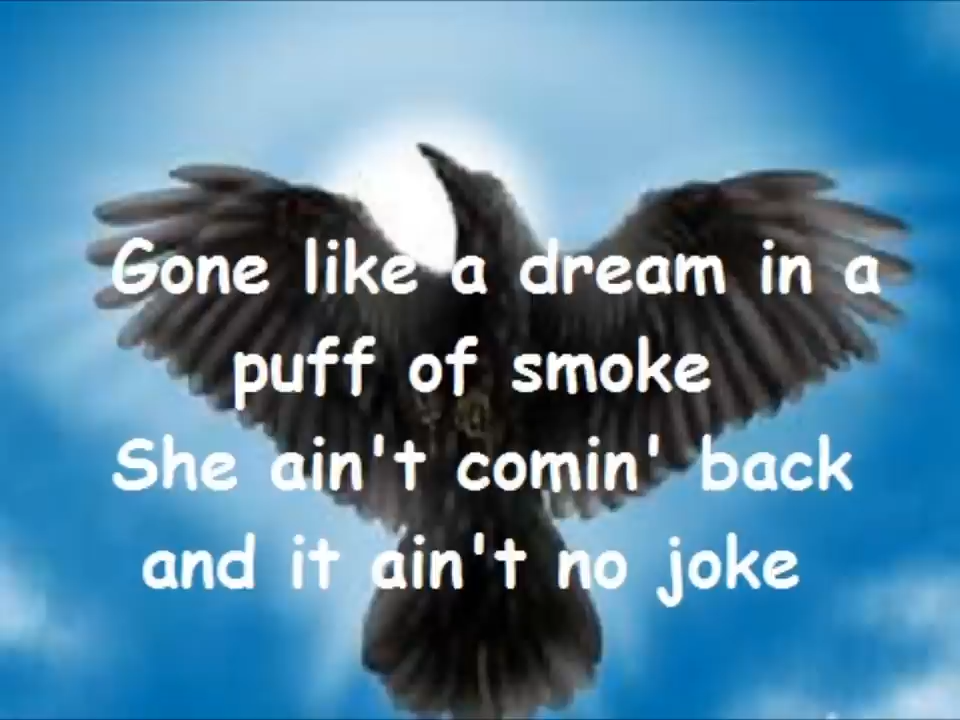 Gone like a dream in a
puff of smoke
She ain't comin' back
and it ain't no joke